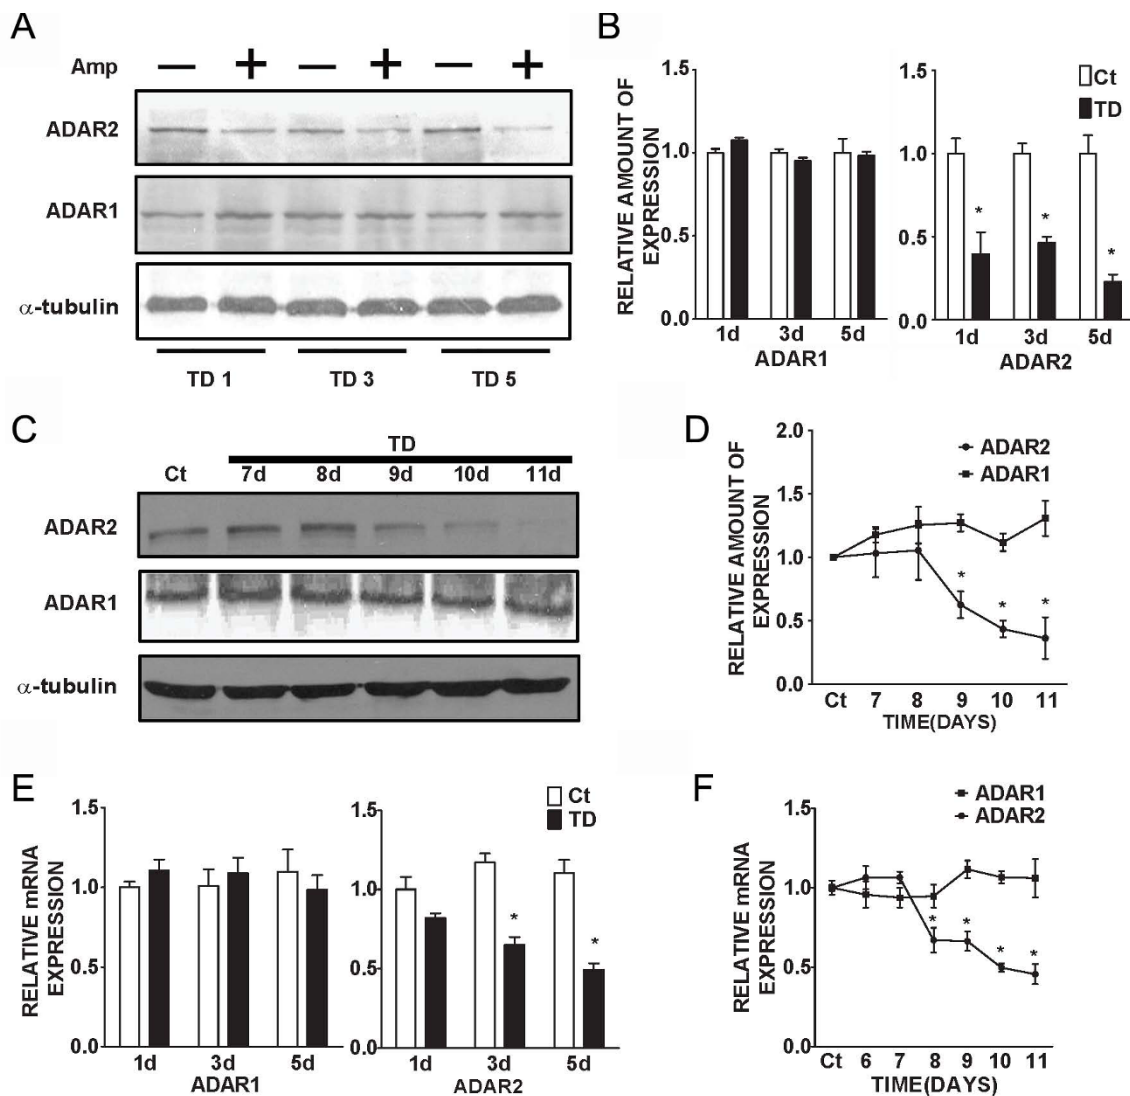 A
Amp − + − + − +
ADAR2
ADAR1
α-tubulin
TD 1 TD 3 TD 5
B
RELATIVE AMOUNT OF
EXPRESSION
1.5
1.0
0.5
0.0
1d 3d 5d
ADAR1
1.5
1.0
0.5
0.0
Ct
TD
* * *
1d 3d 5d
ADAR2
C
TD
Ct 7d 8d 9d 10d 11d
ADAR2
ADAR1
α-tubulin
D
RELATIVE AMOUNT OF
EXPRESSION
2.0
1.5
1.0
0.5
0.0
ADAR2
ADAR1
* * *
Ct 7 8 9 10 11
TIME(DAYS)
E
RELATIVE mRNA
EXPRESSION
1.5
1.0
0.5
0.0
1d 3d 5d
ADAR1
1.5
1.0
0.5
0.0
Ct
TD
* *
1d 3d 5d
ADAR2
F
RELATIVE mRNA
EXPRESSION
1.5
1.0
0.5
0.0
ADAR1
ADAR2
* * * *
Ct 6 7 8 9 10 11
TIME(DAYS)